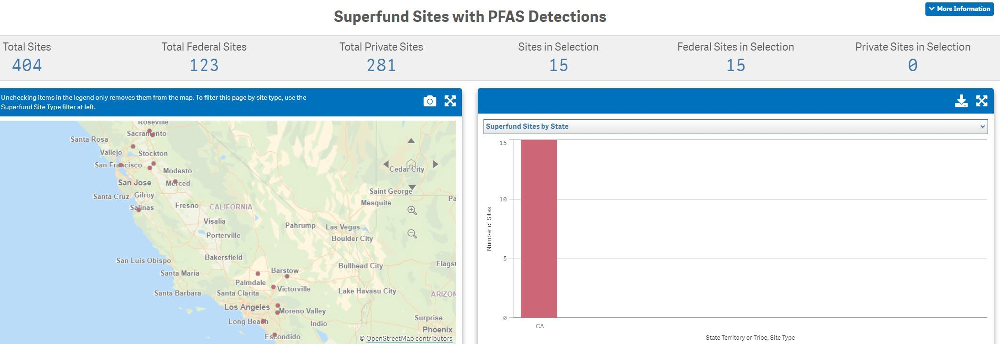 Superfund Sites with PFAS Detections
More Information
Total Sites
404
Total Federal Sites
123
Total Private Sites
281
Sites in Selection
15
Federal Sites in Selection
15
Private Sites in Selection
0
Unchecking items in the legend only removes them from the map. To filter this page by site type, use the
Superfund Site Type filter at left.
Roseville
Sacramento
Santa Rosa
Vallejo
Stockton
San Francisco
Modesto
Cedar City
San Jose
Merced
Saint George
Santa Cruz
Gilroy
Pa
Mesquite
Salinas
Fresno
CALIFORNIA
Visalia
Pahrump
Las Vegas
Porterville
Boulder City
San Luis Obispo
Bakersfield
Bullhead City
Flagst
Santa Maria
Barstow
Palmdale
Victorville
Santa Barbara
Santa Clarita
Lake Havasu City
ARIZON
Los Angeles
Moreno Valley
Long Beach
Indio
Surprise
Phoenix
Escondido
© OpenStreetMap contributors
Superfund Sites by State
15
10
5
0
Number of Sites
CA
State Territory or Tribe, Site Type